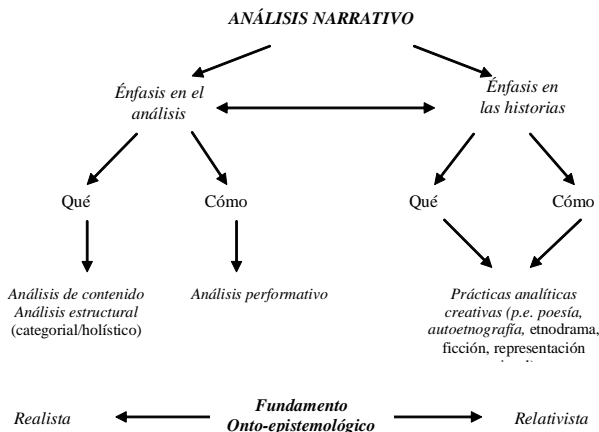 ANÁLISIS NARRATIVO
Énfasis en el
análisis
Énfasis en
las historias
Qué
Cómo
Qué
Cómo
Análisis de contenido
Análisis estructural
(categorial/holístico)
Análisis performativo
Prácticas analíticas
creativas (p.e. poesía,
autoetnografía, etnodrama,
ficción, representación
Realista
Fundamento
Onto-epistemológico
Relativista